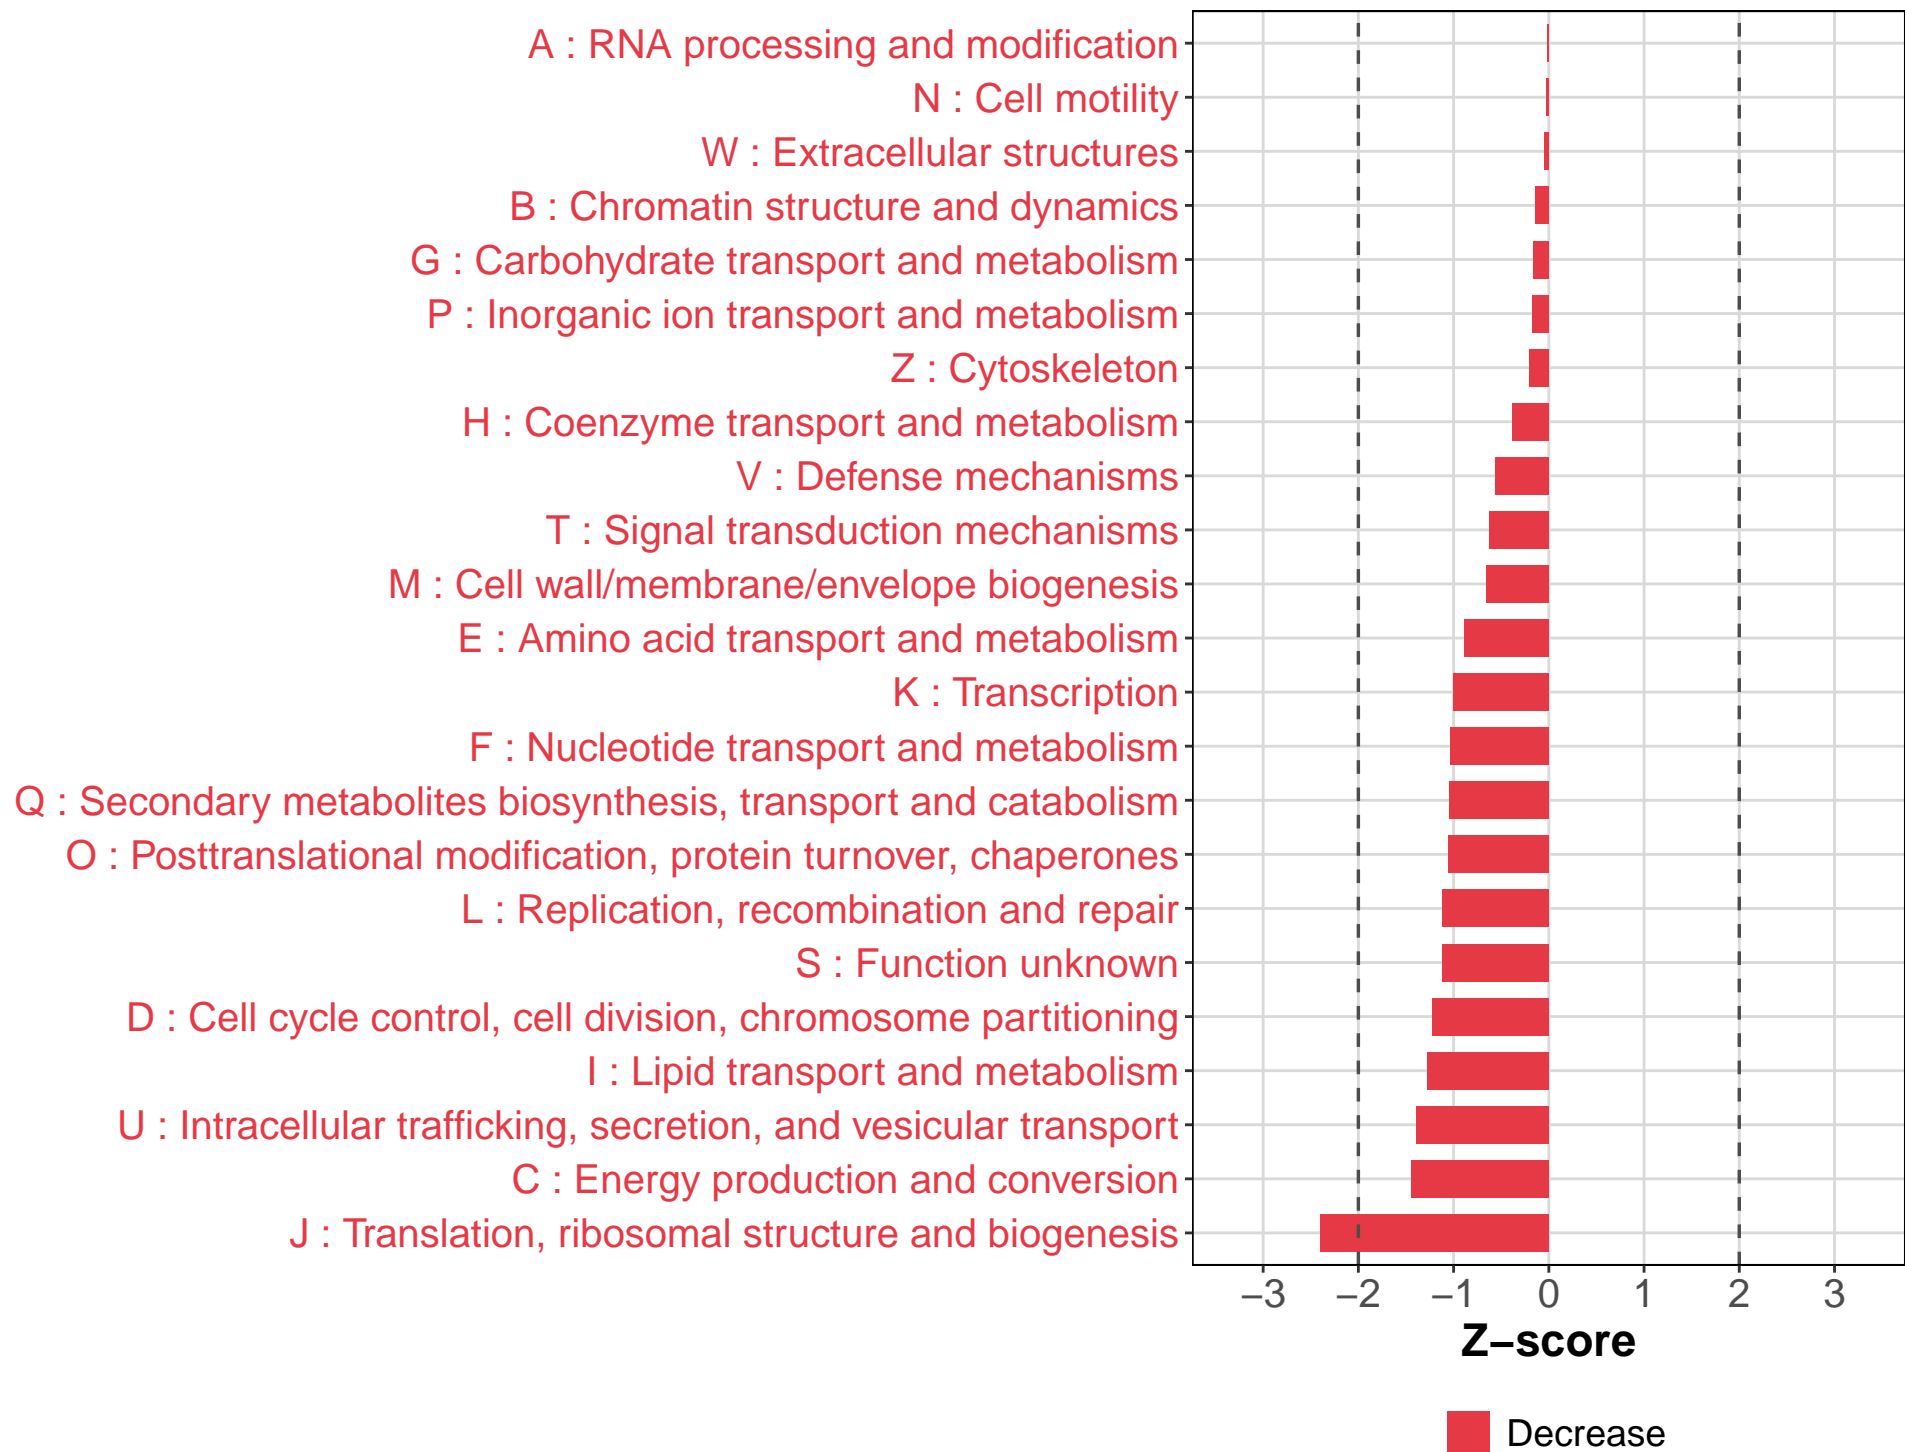 A : RNA processing and modification
N : Cell motility
W : Extracellular structures
B : Chromatin structure and dynamics
G : Carbohydrate transport and metabolism
P : Inorganic ion transport and metabolism
Z : Cytoskeleton
H : Coenzyme transport and metabolism
V : Defense mechanisms
T : Signal transduction mechanisms
M : Cell wall/membrane/envelope biogenesis
E : Amino acid transport and metabolism
K : Transcription
F : Nucleotide transport and metabolism
Q : Secondary metabolites biosynthesis, transport and catabolism
O : Posttranslational modification, protein turnover, chaperones
L : Replication, recombination and repair
S : Function unknown
D : Cell cycle control, cell division, chromosome partitioning
I : Lipid transport and metabolism
U : Intracellular trafficking, secretion, and vesicular transport
C : Energy production and conversion
J : Translation, ribosomal structure and biogenesis
−3 −2 −1 0 1 2 3
Z−score
Decrease